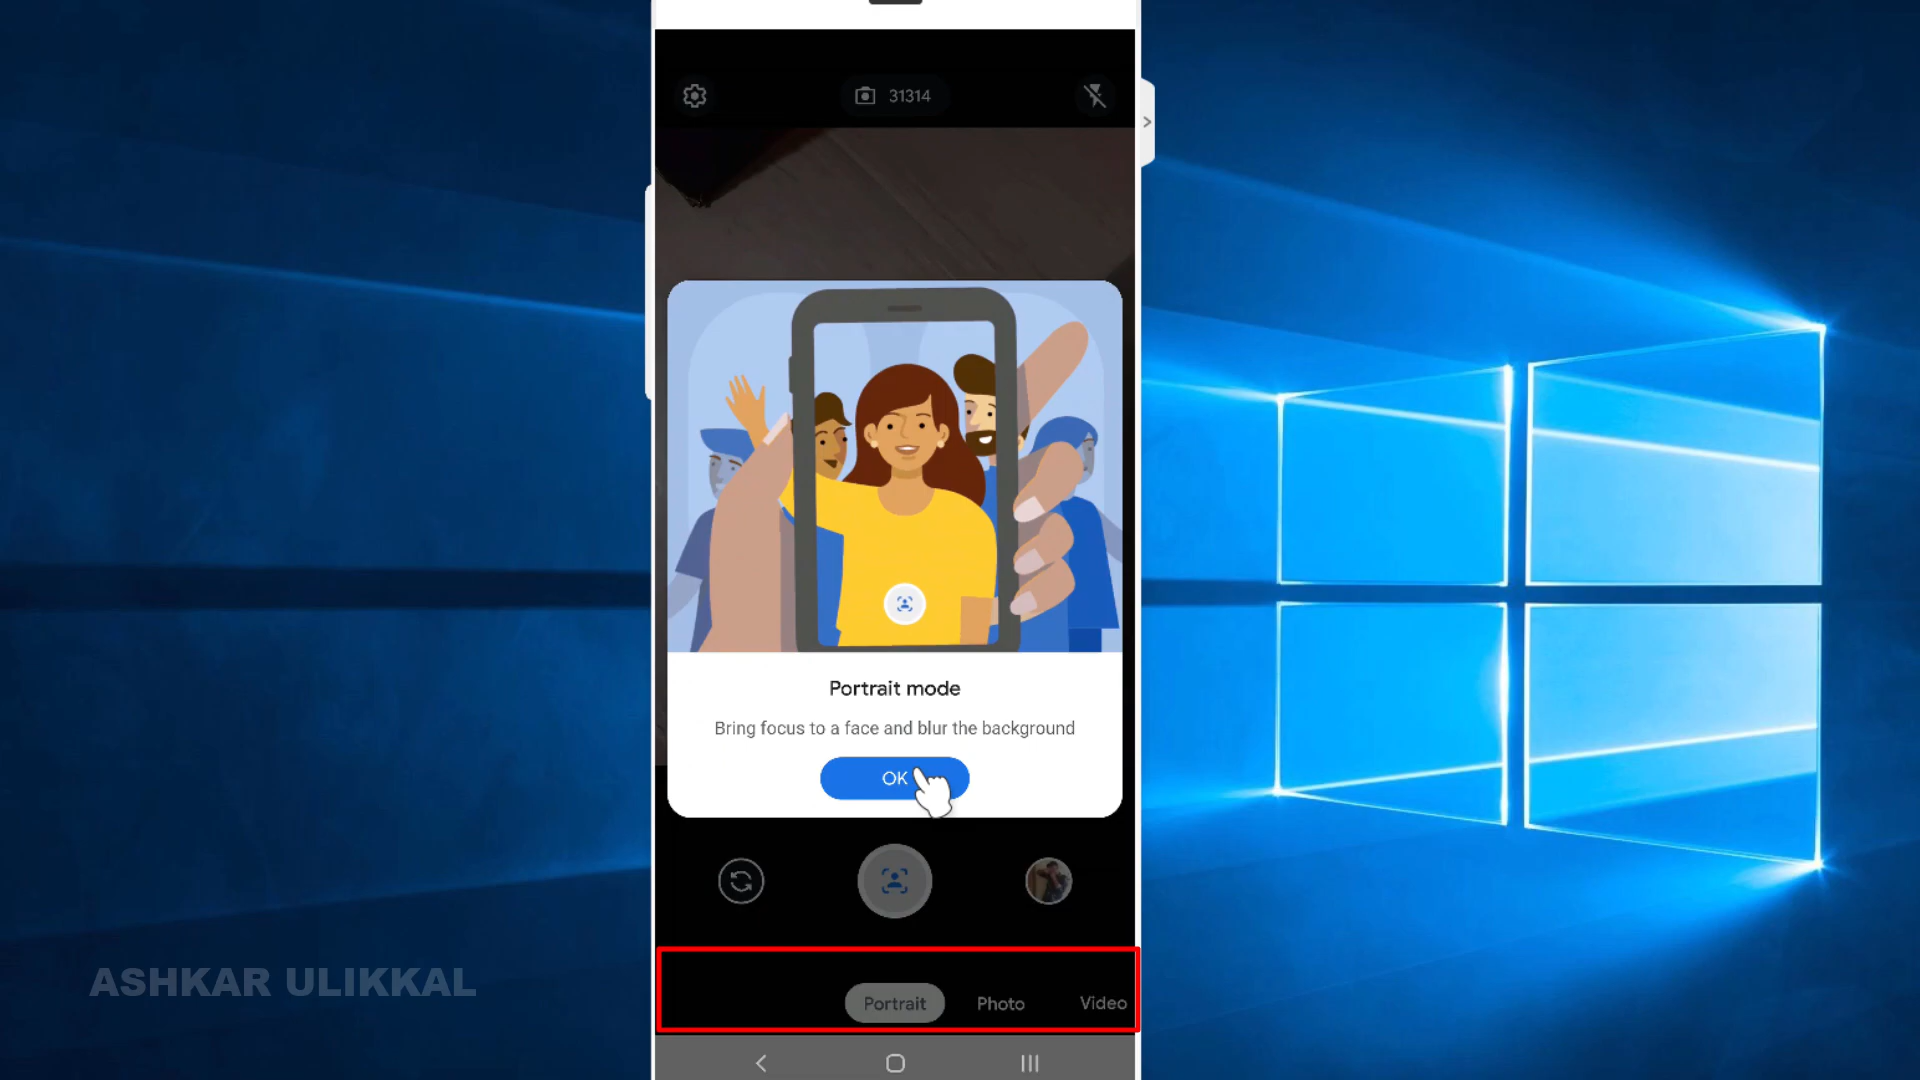 31314
Portrait mode
Bring focus to a face and blur the background
OK
ASHKAR ULIKKAL
Portrait Photo Video